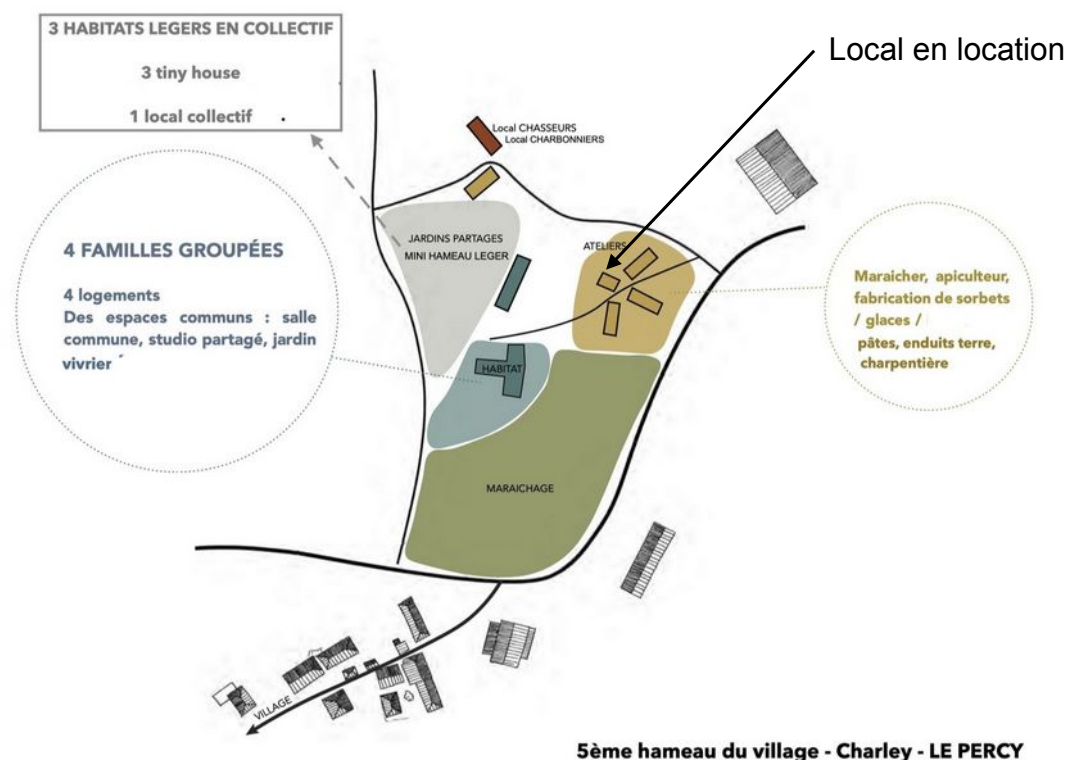 3 HABITATS LEGERS EN COLLECTIF
3 tiny house
1 local collectif .
Local en location
Local CHASSEURS
Local CHARBONNIERS
4 FAMILLES GROUPÉES
4 logements
Des espaces communs : salle
commune, studio partagé, jardin
vivrier ´
JARDINS PARTAGES
MINI HAMEAU LEGER
ATELIERS
Maraicher, apiculteur,
fabrication de sorbets
/ glaces /
pâtes, enduits terre,
charpentière
HABITAT
MARAICHAGE
VILLAGE
5ème hameau du village - Charley - LE PERCY